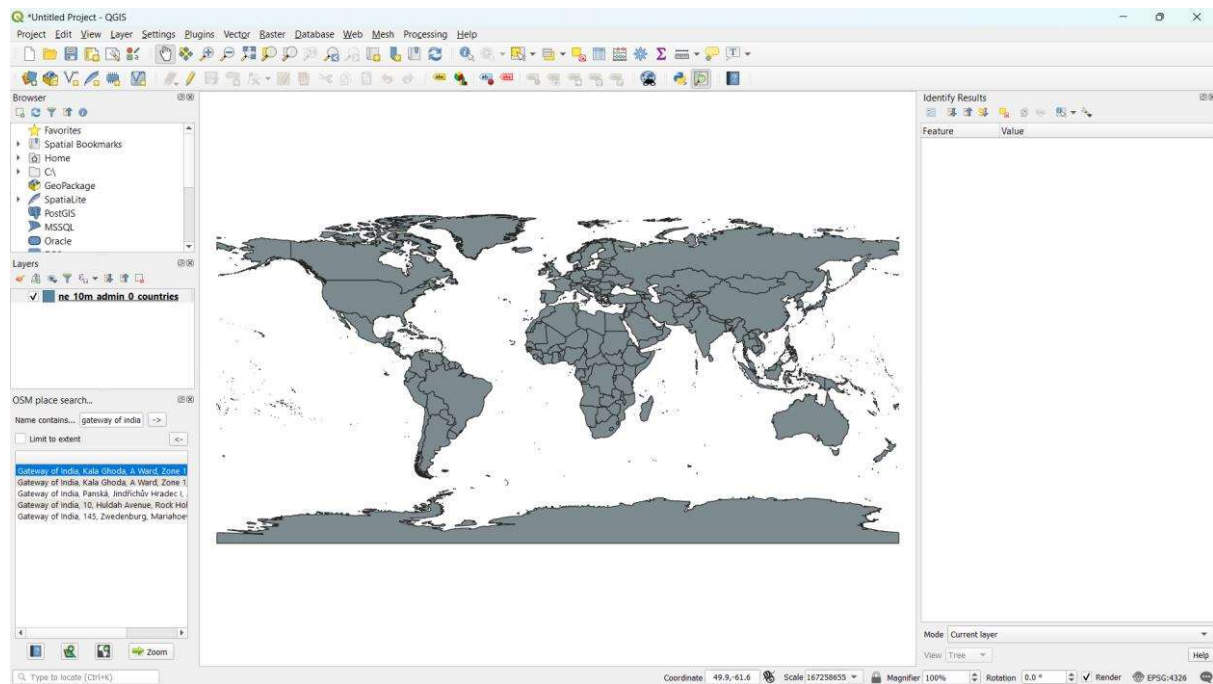 *Untitled Project - QGIS
Project Edit View Layer Settings Plugins Vector Raster Database Web Mesh Processing Help
Browser
Favorites
Spatial Bookmarks
Home
C:\
GeoPackage
SpatiaLite
PostGIS
MSSQL
Oracle
Layers
ne_10m_admin_0_countries
OSM place search...
Name contains... gateway of india ->
Limit to extent <-
Gateway of India, Kala Ghoda, A Ward, Zone 1
Gateway of India, Kala Ghoda, A Ward, Zone 1,
Gateway of India, Panská, Jindřichův Hradec I,
Gateway of India, 10, Huldah Avenue, Rock Hol
Gateway of India, 145, Zwedenburg, Mariahoev
Zoom
Type to locate (Ctrl+K)
Identify Results
Feature Value
Mode Current layer
View Tree Help
Coordinate 49.9,-61.6 Scale 167258655 Magnifier 100% Rotation 0.0 ° Render EPSG:4326